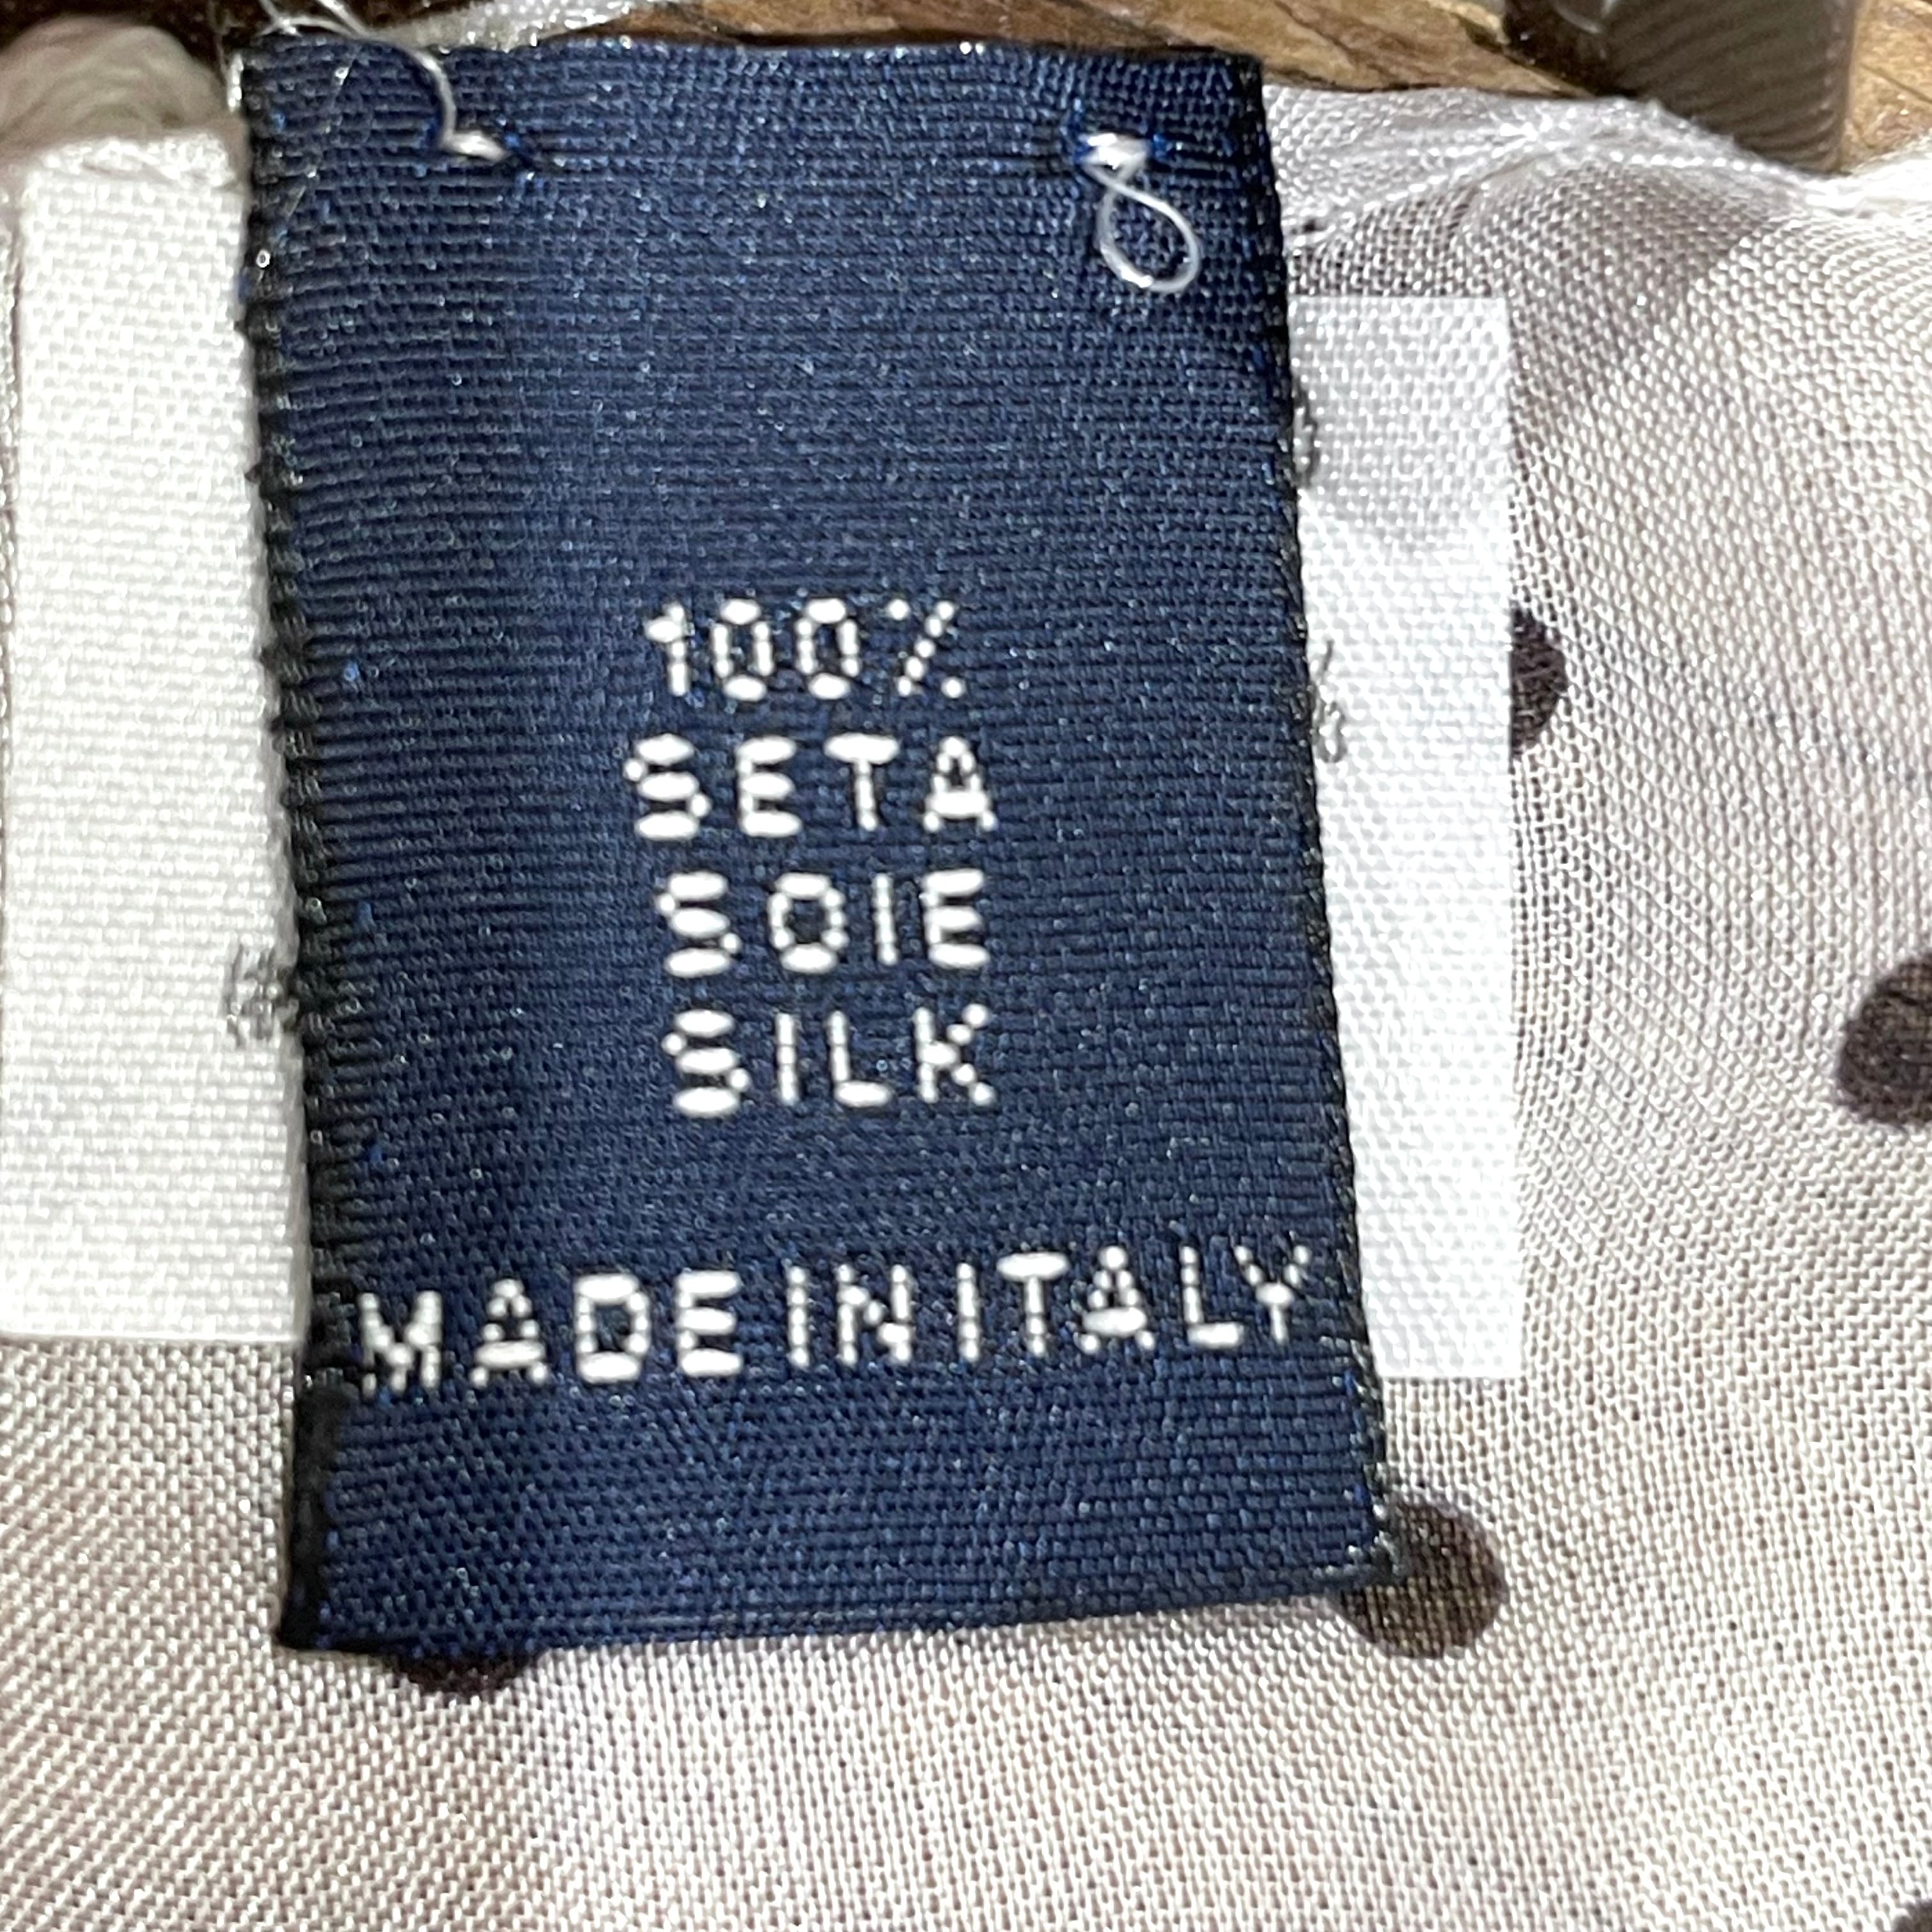 100%
SETA
SOIE
SILK
MADE IN ITALY